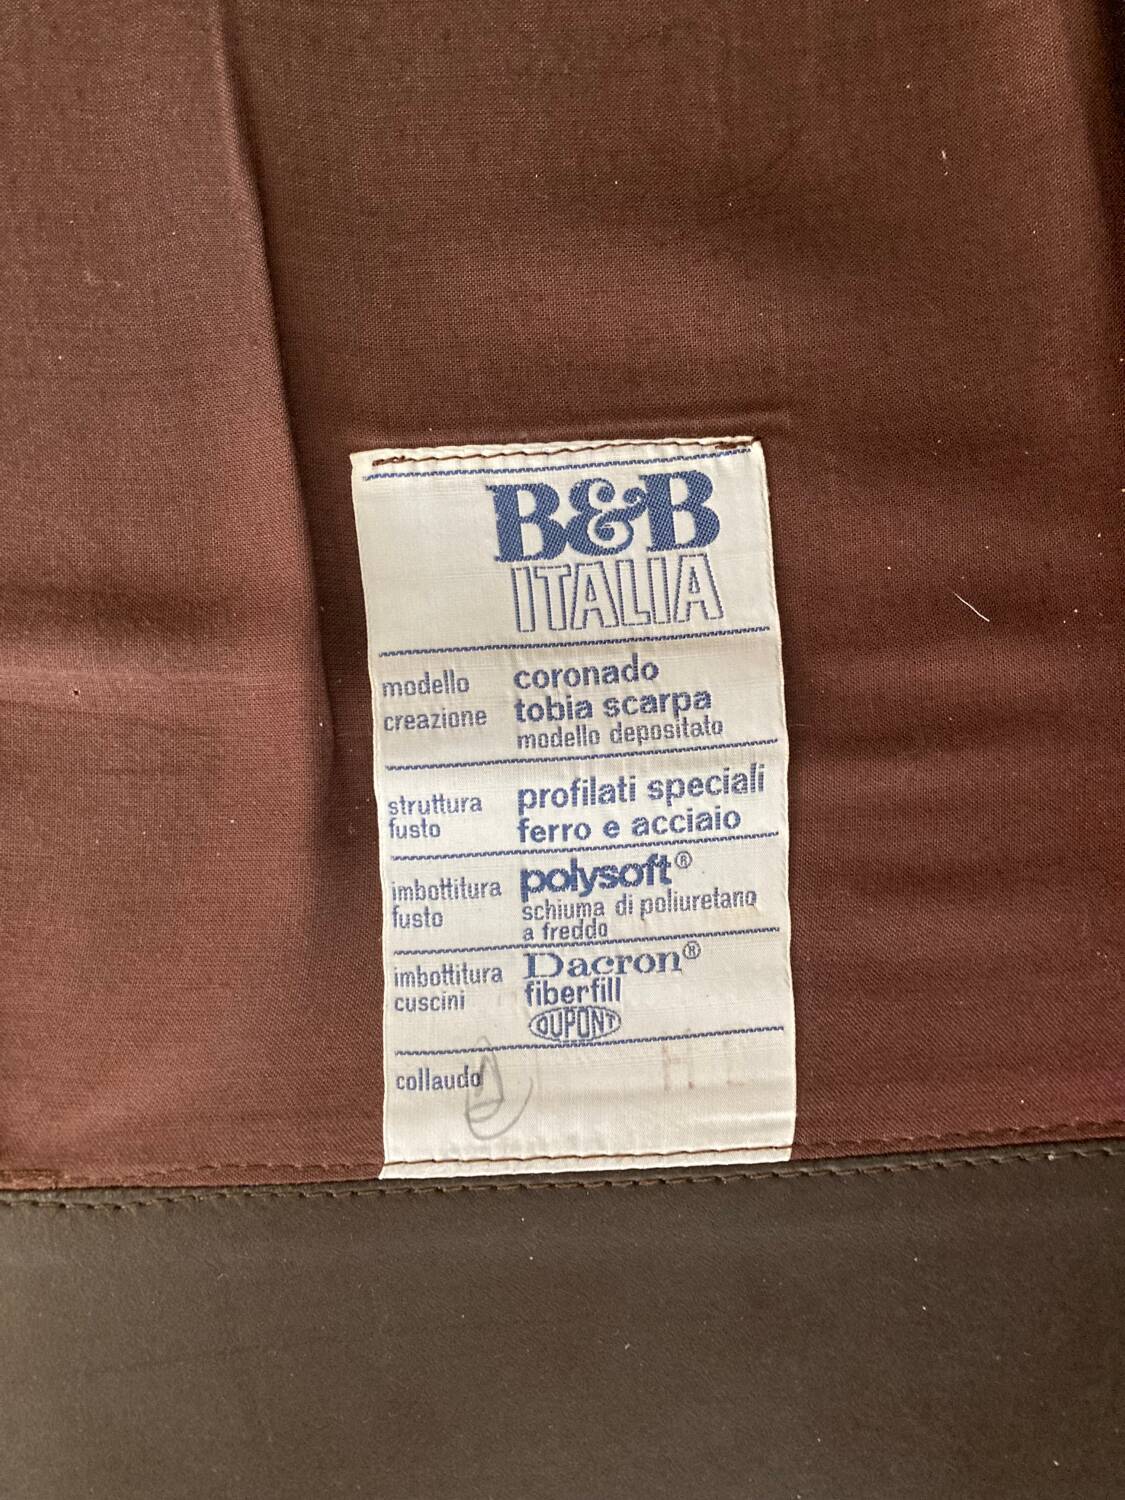 B&B
ITALIA
modello coronado
creazione tobia scarpa
modello depositato
struttura profilati speciali
fusto ferro e acciaio
imbottitura polysoft®
fusto schiuma di poliuretano
a freddo
imbottitura Dacron®
cuscini fiberfill
DUPONT
collaudo